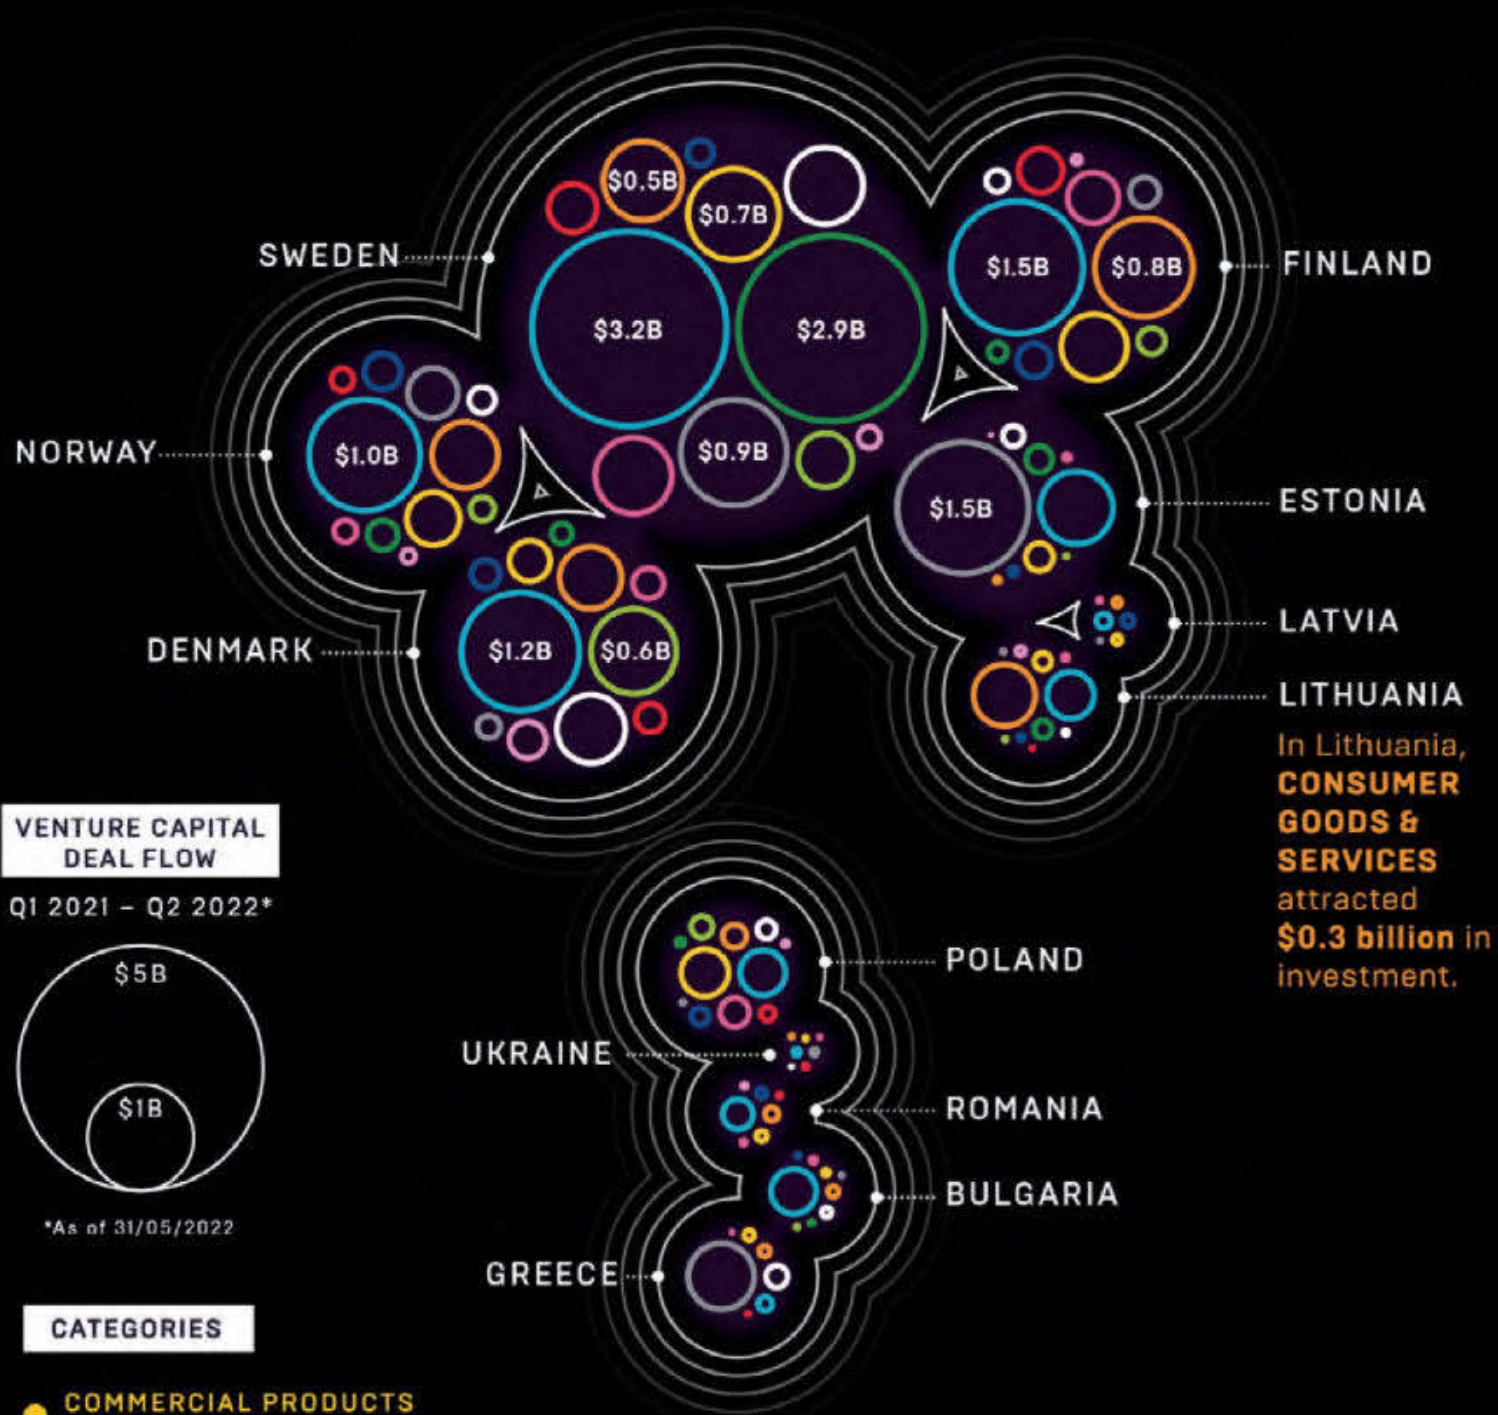 $0.5B
$0.7B
SWEDEN
$3.2B
$2.9B
$0.9B
$1.5B
$0.8B
FINLAND
NORWAY
$1.0B
$1.5B
ESTONIA
DENMARK
$1.2B
$0.6B
LATVIA
LITHUANIA
In Lithuania,
CONSUMER
GOODS &
SERVICES
attracted
$0.3 billion in
investment.
VENTURE CAPITAL
DEAL FLOW
Q1 2021 – Q2 2022*
$5B
$1B
*As of 31/05/2022
POLAND
UKRAINE
ROMANIA
BULGARIA
GREECE
CATEGORIES
COMMERCIAL PRODUCTS